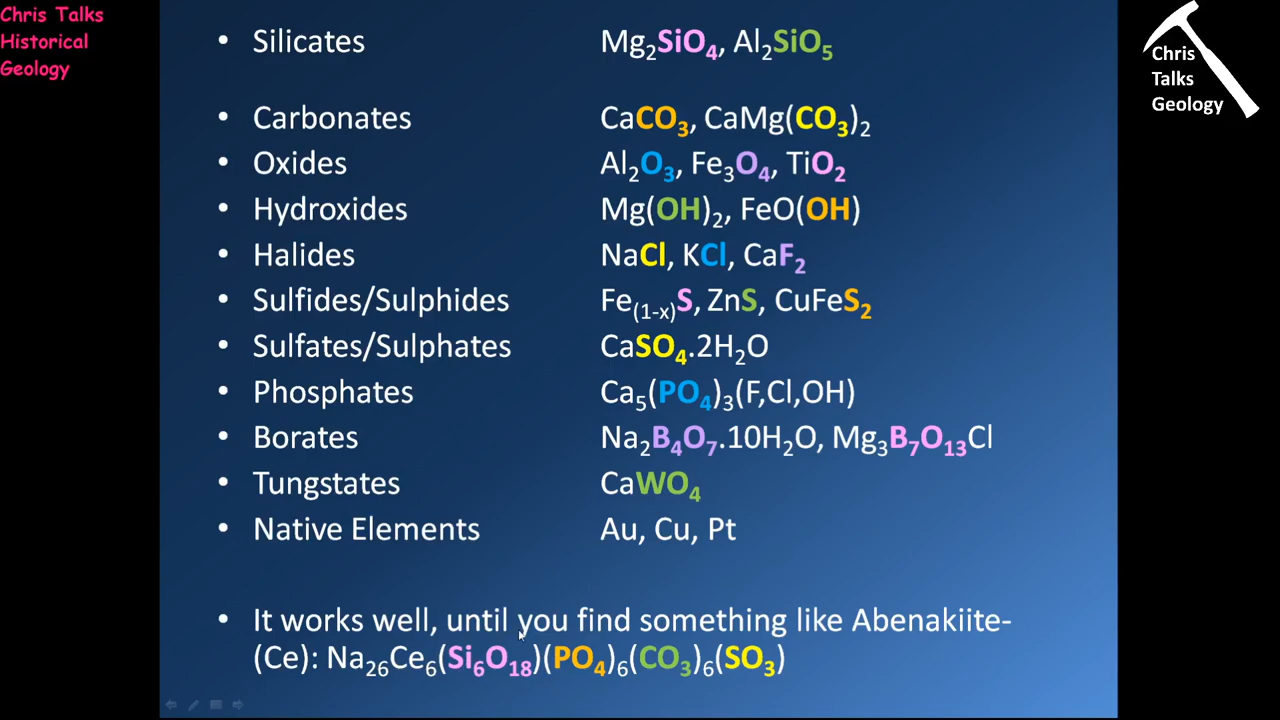 Chris Talks
Historical
Geology
Chris
Talks
Geology
• Silicates Mg₂SiO₄, Al₂SiO₅
• Carbonates CaCO₃, CaMg(CO₃)₂
• Oxides Al₂O₃, Fe₃O₄, TiO₂
• Hydroxides Mg(OH)₂, FeO(OH)
• Halides NaCl, KCl, CaF₂
• Sulfides/Sulphides Fe₍₁₋ₓ₎S, ZnS, CuFeS₂
• Sulfates/Sulphates CaSO₄.2H₂O
• Phosphates Ca₅(PO₄)₃(F,Cl,OH)
• Borates Na₂B₄O₇.10H₂O, Mg₃B₇O₁₃Cl
• Tungstates CaWO₄
• Native Elements Au, Cu, Pt
• It works well, until you find something like Abenakiite-
(Ce): Na₂₆Ce₆(Si₆O₁₈)(PO₄)₆(CO₃)₆(SO₃)